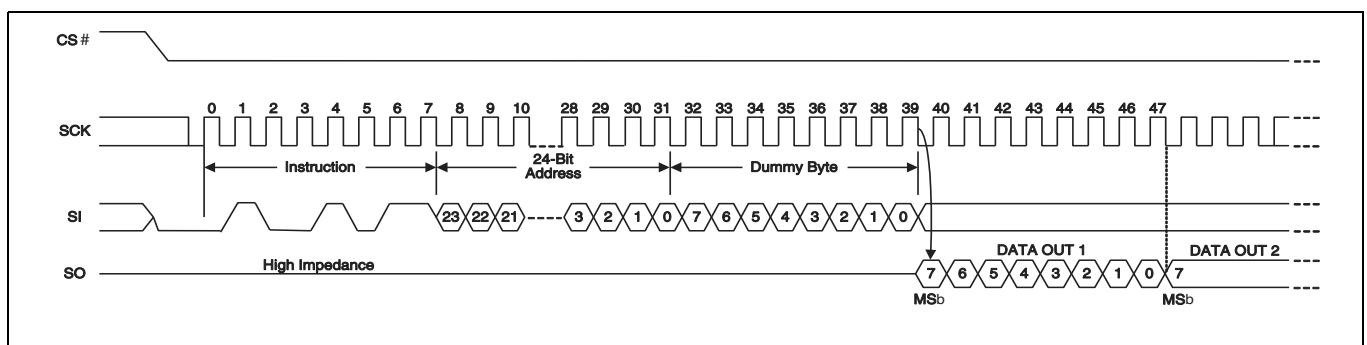 CS#
0 1 2 3 4 5 6 7 8 9 10 28 29 30 31 32 33 34 35 36 37 38 39 40 41 42 43 44 45 46 47
SCK
Instruction
24-Bit
Address
Dummy Byte
SI
23 22 21 3 2 1 0 7 6 5 4 3 2 1 0
DATA OUT 1
DATA OUT 2
SO
High Impedance
7 6 5 4 3 2 1 0 7
MSb
MSb